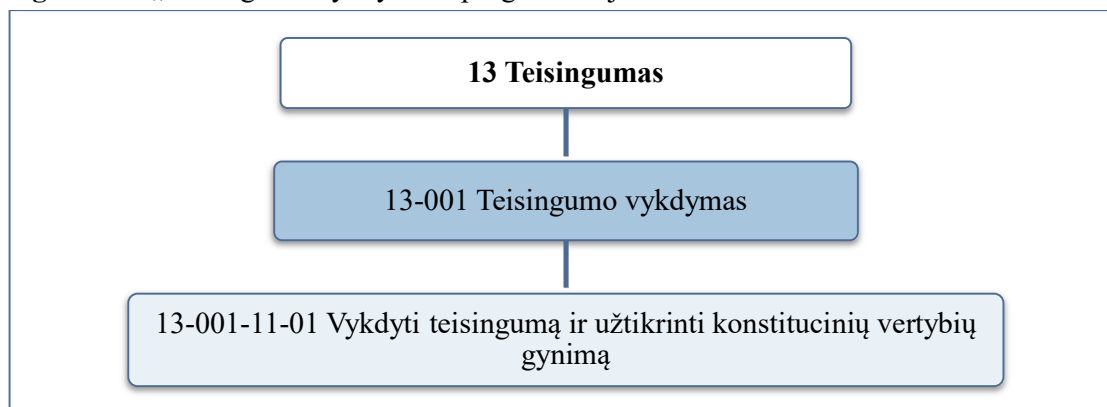 13 Teisingumas
13-001 Teisingumo vykdymas
13-001-11-01 Vykdyti teisingumą ir užtikrinti konstitucinių vertybių
gynimą